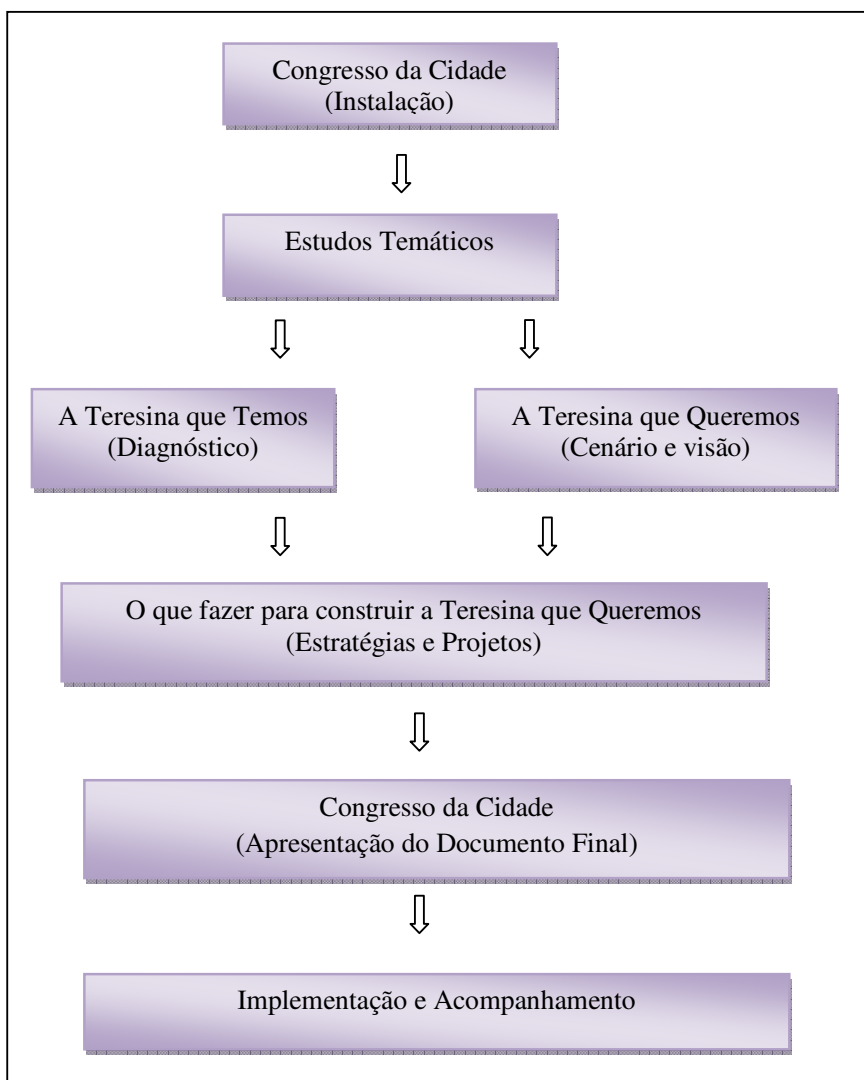 Congresso da Cidade
(Instalação)
Estudos Temáticos
A Teresina que Temos
(Diagnóstico)
A Teresina que Queremos
(Cenário e visão)
O que fazer para construir a Teresina que Queremos
(Estratégias e Projetos)
Congresso da Cidade
(Apresentação do Documento Final)
Implementação e Acompanhamento